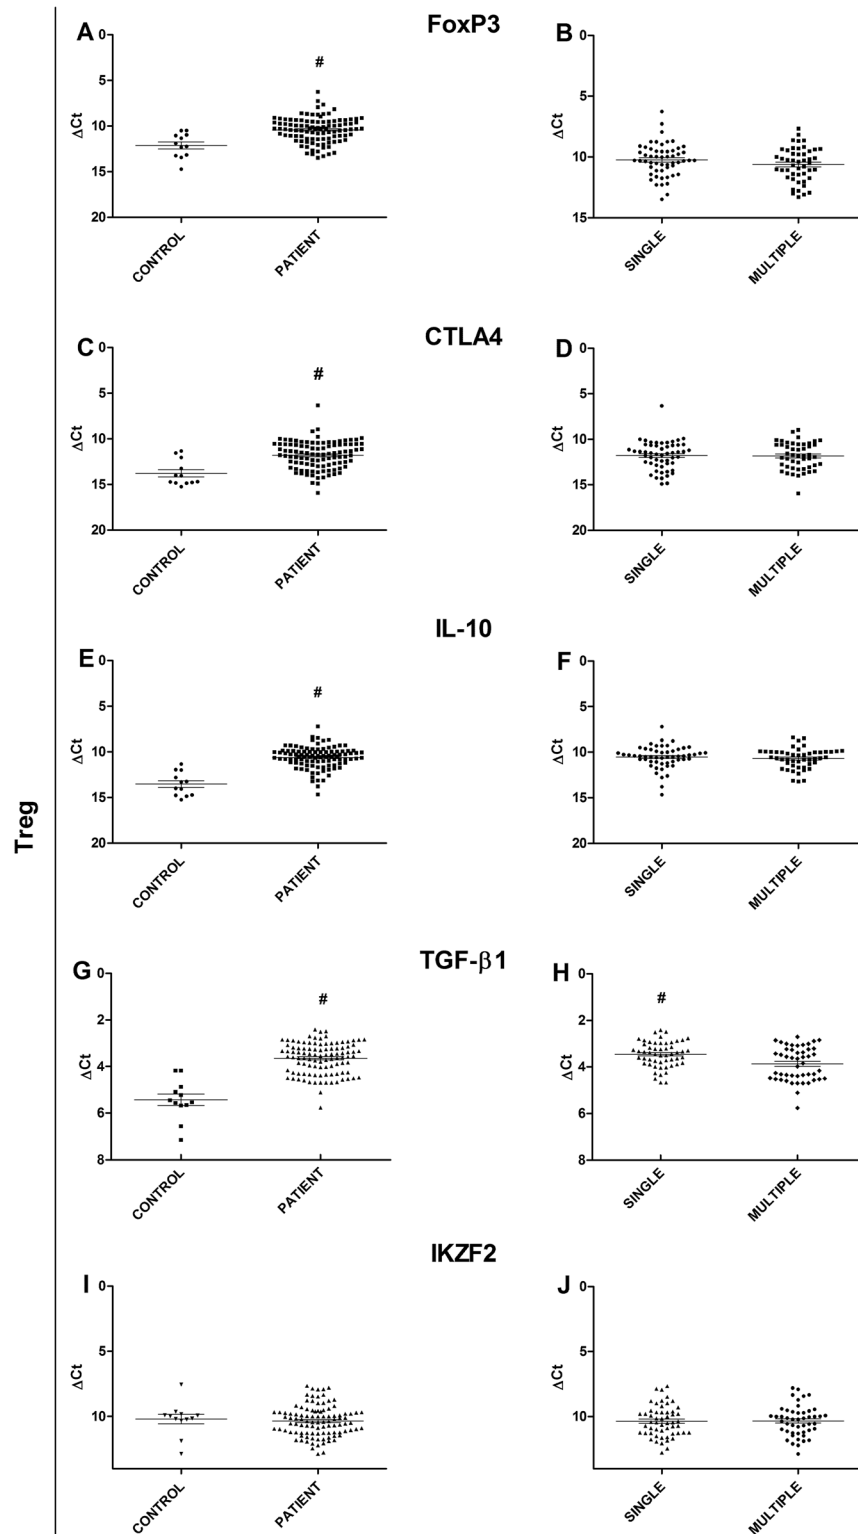 Treg
FoxP3
A
0
5
10
15
20
ΔCt
#
CONTROL
PATIENT
B
0
5
10
15
ΔCt
SINGLE
MULTIPLE
CTLA4
C
0
5
10
15
20
ΔCt
#
CONTROL
PATIENT
D
0
5
10
15
20
ΔCt
SINGLE
MULTIPLE
IL-10
E
0
5
10
15
20
ΔCt
#
CONTROL
PATIENT
F
0
5
10
15
20
ΔCt
SINGLE
MULTIPLE
TGF-β1
G
0
2
4
6
8
ΔCt
#
CONTROL
PATIENT
H
0
2
4
6
8
ΔCt
#
SINGLE
MULTIPLE
IKZF2
I
0
5
10
ΔCt
CONTROL
PATIENT
J
0
5
10
ΔCt
SINGLE
MULTIPLE